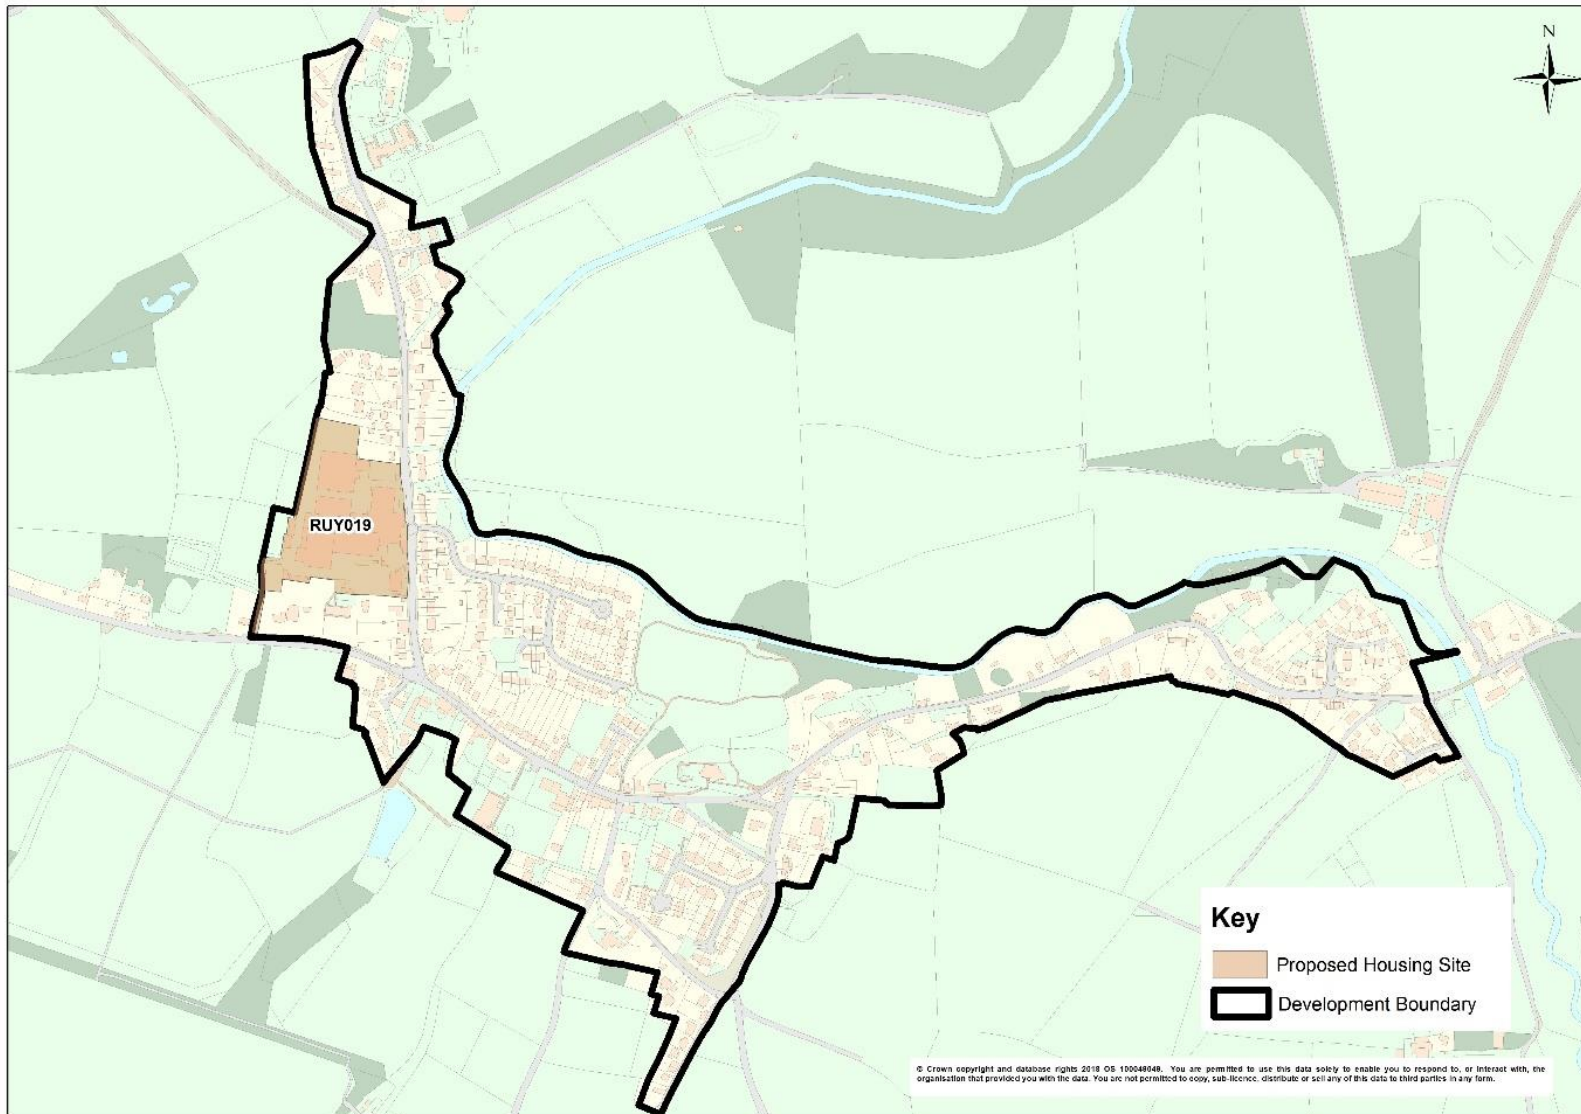 N
RUY019
Key
Proposed Housing Site
Development Boundary
© Crown copyright and database rights 2018 OS 100049049. You are permitted to use this data solely to enable you to respond to, or interact with, the
organisation that provided you with the data. You are not permitted to copy, sub-licence, distribute or sell any of this data to third parties in any form.